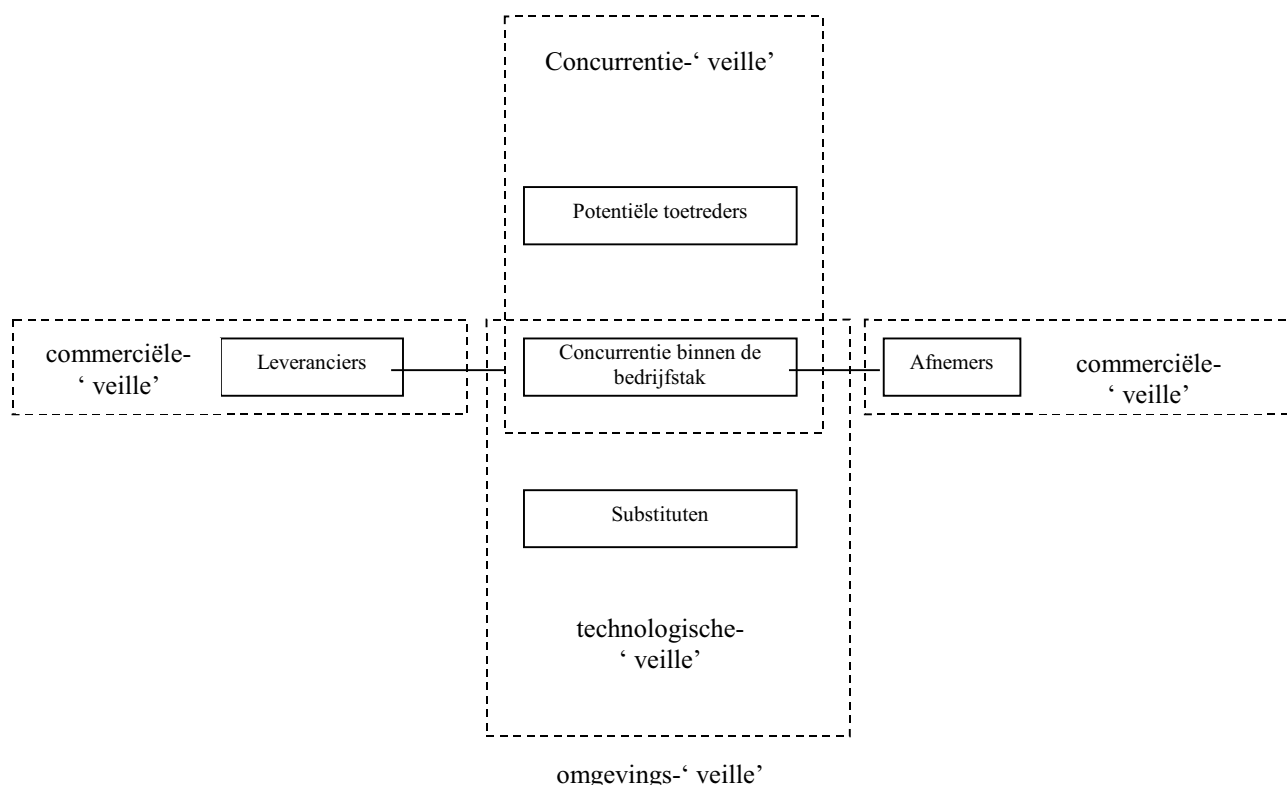 Concurrentie-‘ veille’
Potentiële toetreders
commerciële-
‘ veille’
Leveranciers
Concurrentie binnen de
bedrijfstak
Afnemers
commerciële-
‘ veille’
Substituten
technologische-
‘ veille’
omgevings-‘ veille’